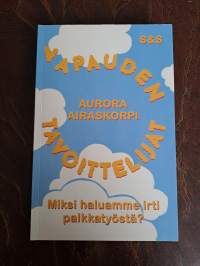 S&S
VAPAUDEN
AURORA
AIRASKORPI
TAVOITTELIJAT
Miksi haluamme irti
palkkatyöstä?